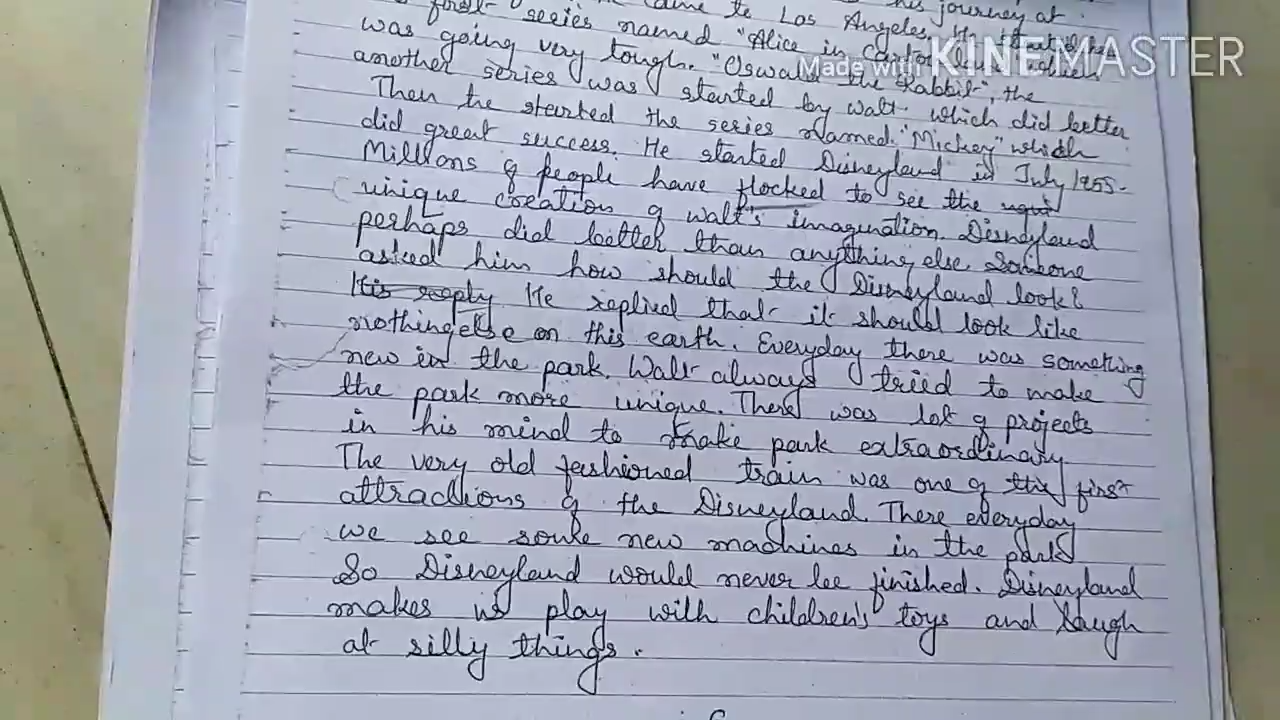 his journey at
first series named "Alice in
came to Los Angeles. He
was going very tough. "Oswald the Rabbit", the
Made with KINEMASTER
another series was started by Walt which did better
Then he started the series named "Mickey" which
did great success. He started Disneyland in July 1955.
Millions of people have flocked to see the
unique creation of Walt's imagination. Disneyland
perhaps did better than anything else. Someone
asked him how should the Disneyland look?
His reply He replied that it should look like
nothing else on this earth. Everyday there was something
new in the park. Walt always tried to make
the park more unique. There was lot of projects
in his mind to make park extraordinary
The very old fashioned train was one of the first
attractions of the Disneyland. There everyday
we see some new machines in the park
So Disneyland would never be finished. Disneyland
makes us play with children's toys and laugh
at silly things.